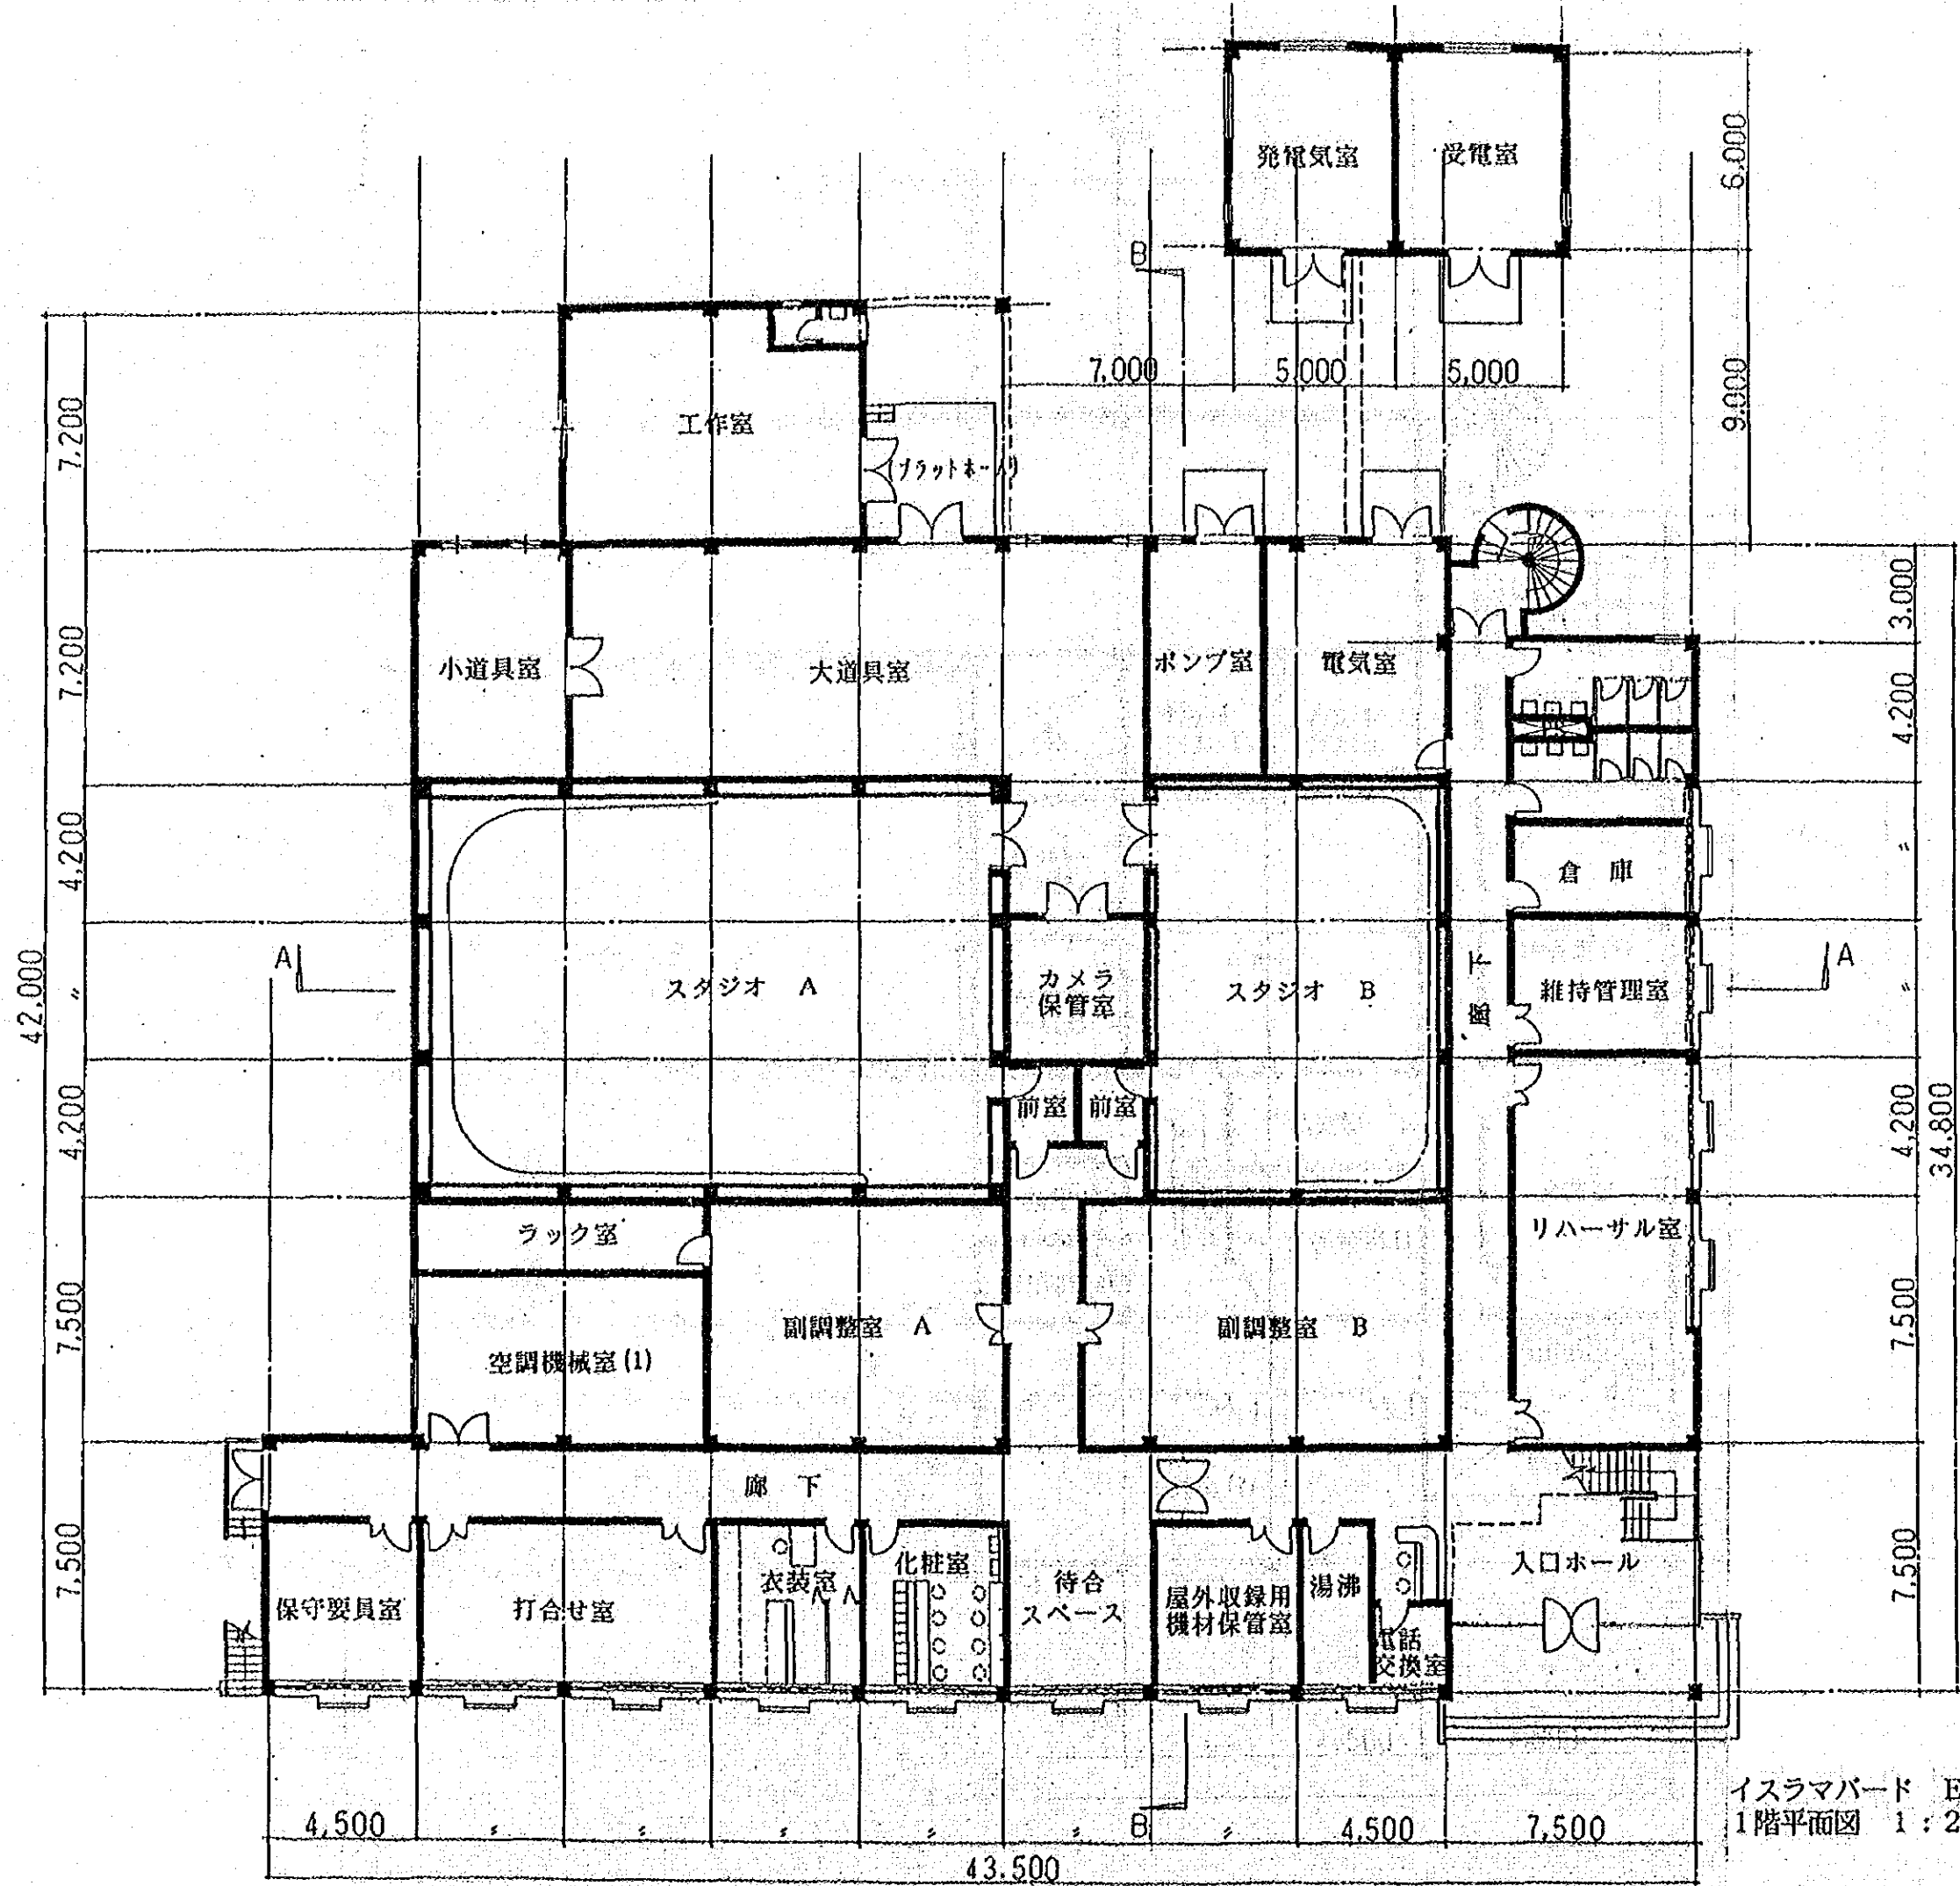 発電気室
受電室
6,000
B
7,000
5,000
5,000
9,000
7,200
工作室
(プラットホーム)
7,200
小道具室
大道具室
ポンプ室
電気室
3.000
4.200
4,200
倉 庫
〃
42,000
〃
A
スタジオ A
カメラ
保管室
スタジオ B
廊下
維持管理室
〃
A
4,200
前室
前室
4,200
34.800
ラック室
リハーサル室
7,500
副調整室 A
副調整室 B
7,500
空調機械室(1)
廊 下
7,500
保守要員室
打合せ室
衣装室
化粧室
待合
スペース
屋外収録用
機材保管室
湯沸
電話
交換室
入口ホール
7,500
イスラマバード E
1階平面図 1:2
4,500
〃
〃
〃
〃
〃
B
〃
4,500
7,500
43.500